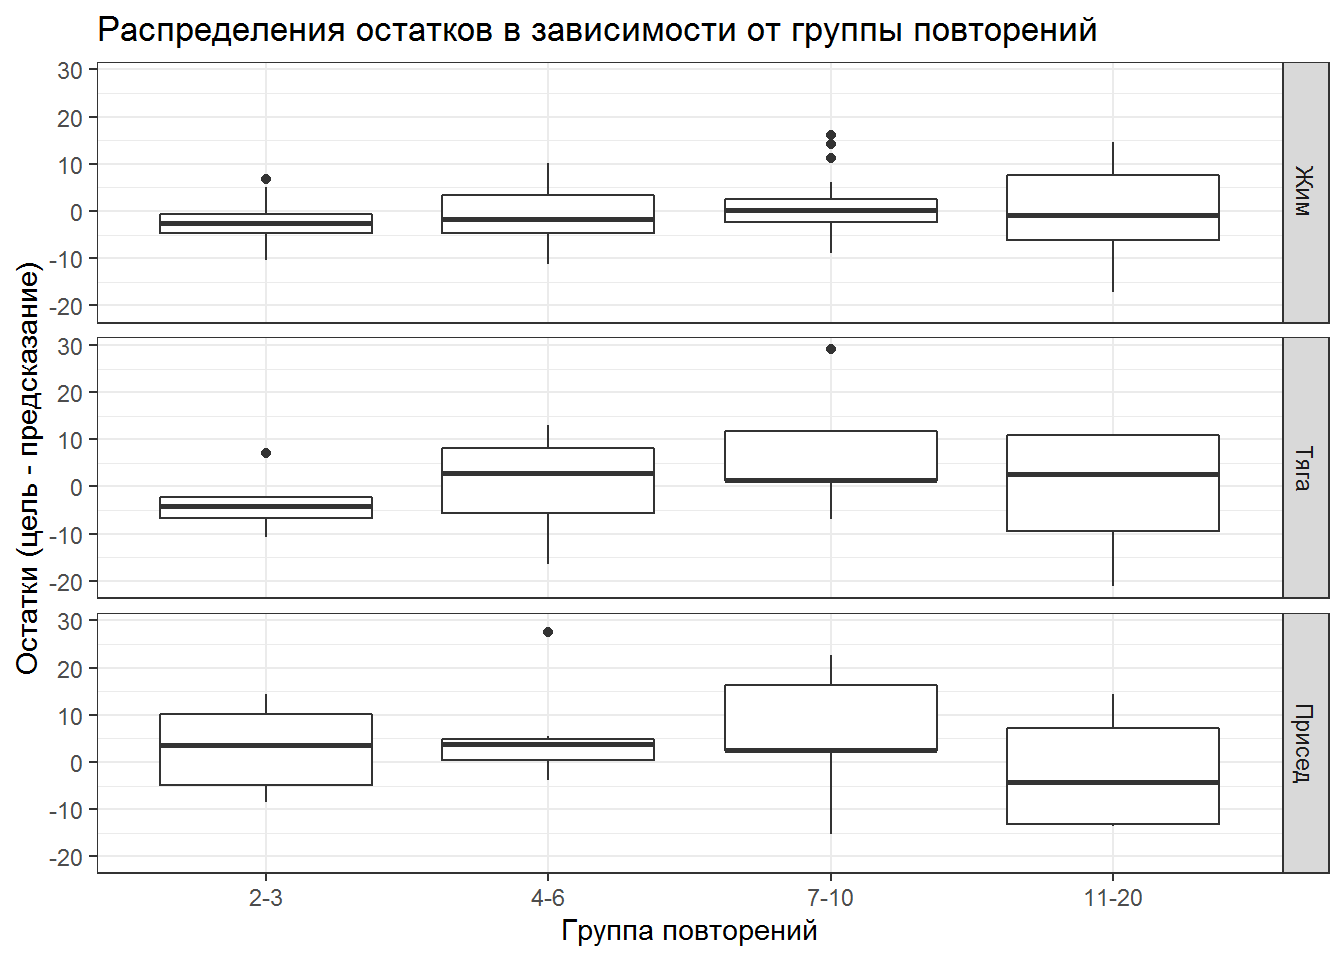 Распределения остатков в зависимости от группы повторений
Остатки (цель - предсказание)
30
20
10
0
-10
-20
Жим
30
20
10
0
-10
-20
Тяга
30
20
10
0
-10
-20
Присед
2-3 4-6 7-10 11-20
Группа повторений